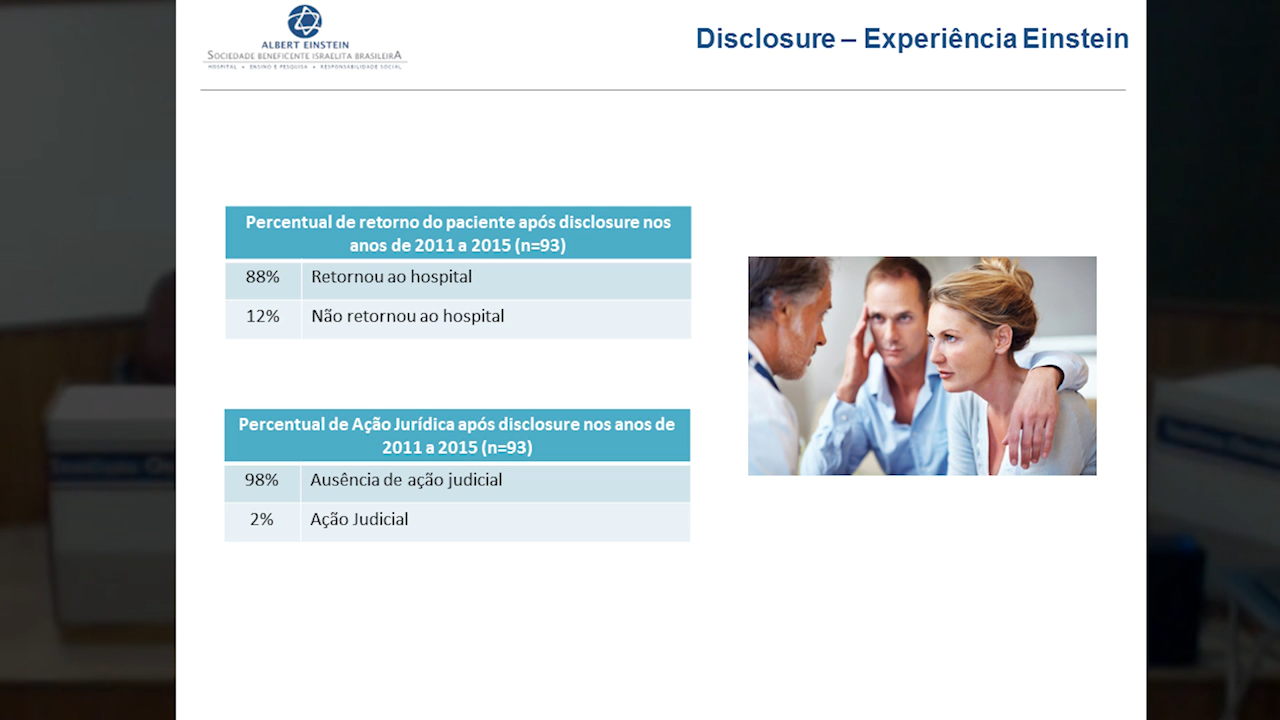 ALBERT EINSTEIN
SOCIEDADE BENEFICENTE ISRAELITA BRASILEIRA
HOSPITAL • ENSINO E PESQUISA • RESPONSABILIDADE SOCIAL
Disclosure – Experiência Einstein
Percentual de retorno do paciente após disclosure nos
anos de 2011 a 2015 (n=93)
88% Retornou ao hospital
12% Não retornou ao hospital
Percentual de Ação Jurídica após disclosure nos anos de
2011 a 2015 (n=93)
98% Ausência de ação judicial
2% Ação Judicial